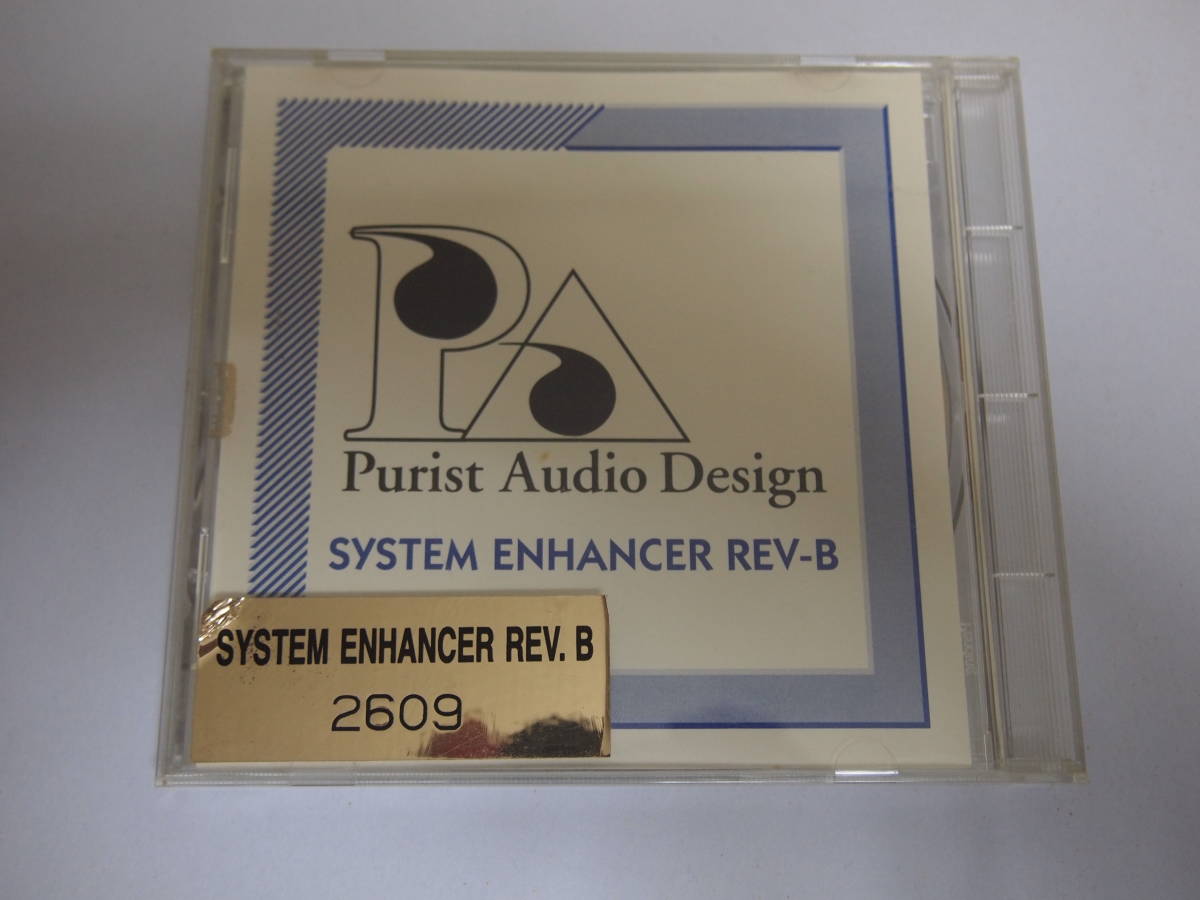 PA
Purist Audio Design
SYSTEM ENHANCER REV-B
SYSTEM ENHANCER REV. B
2609